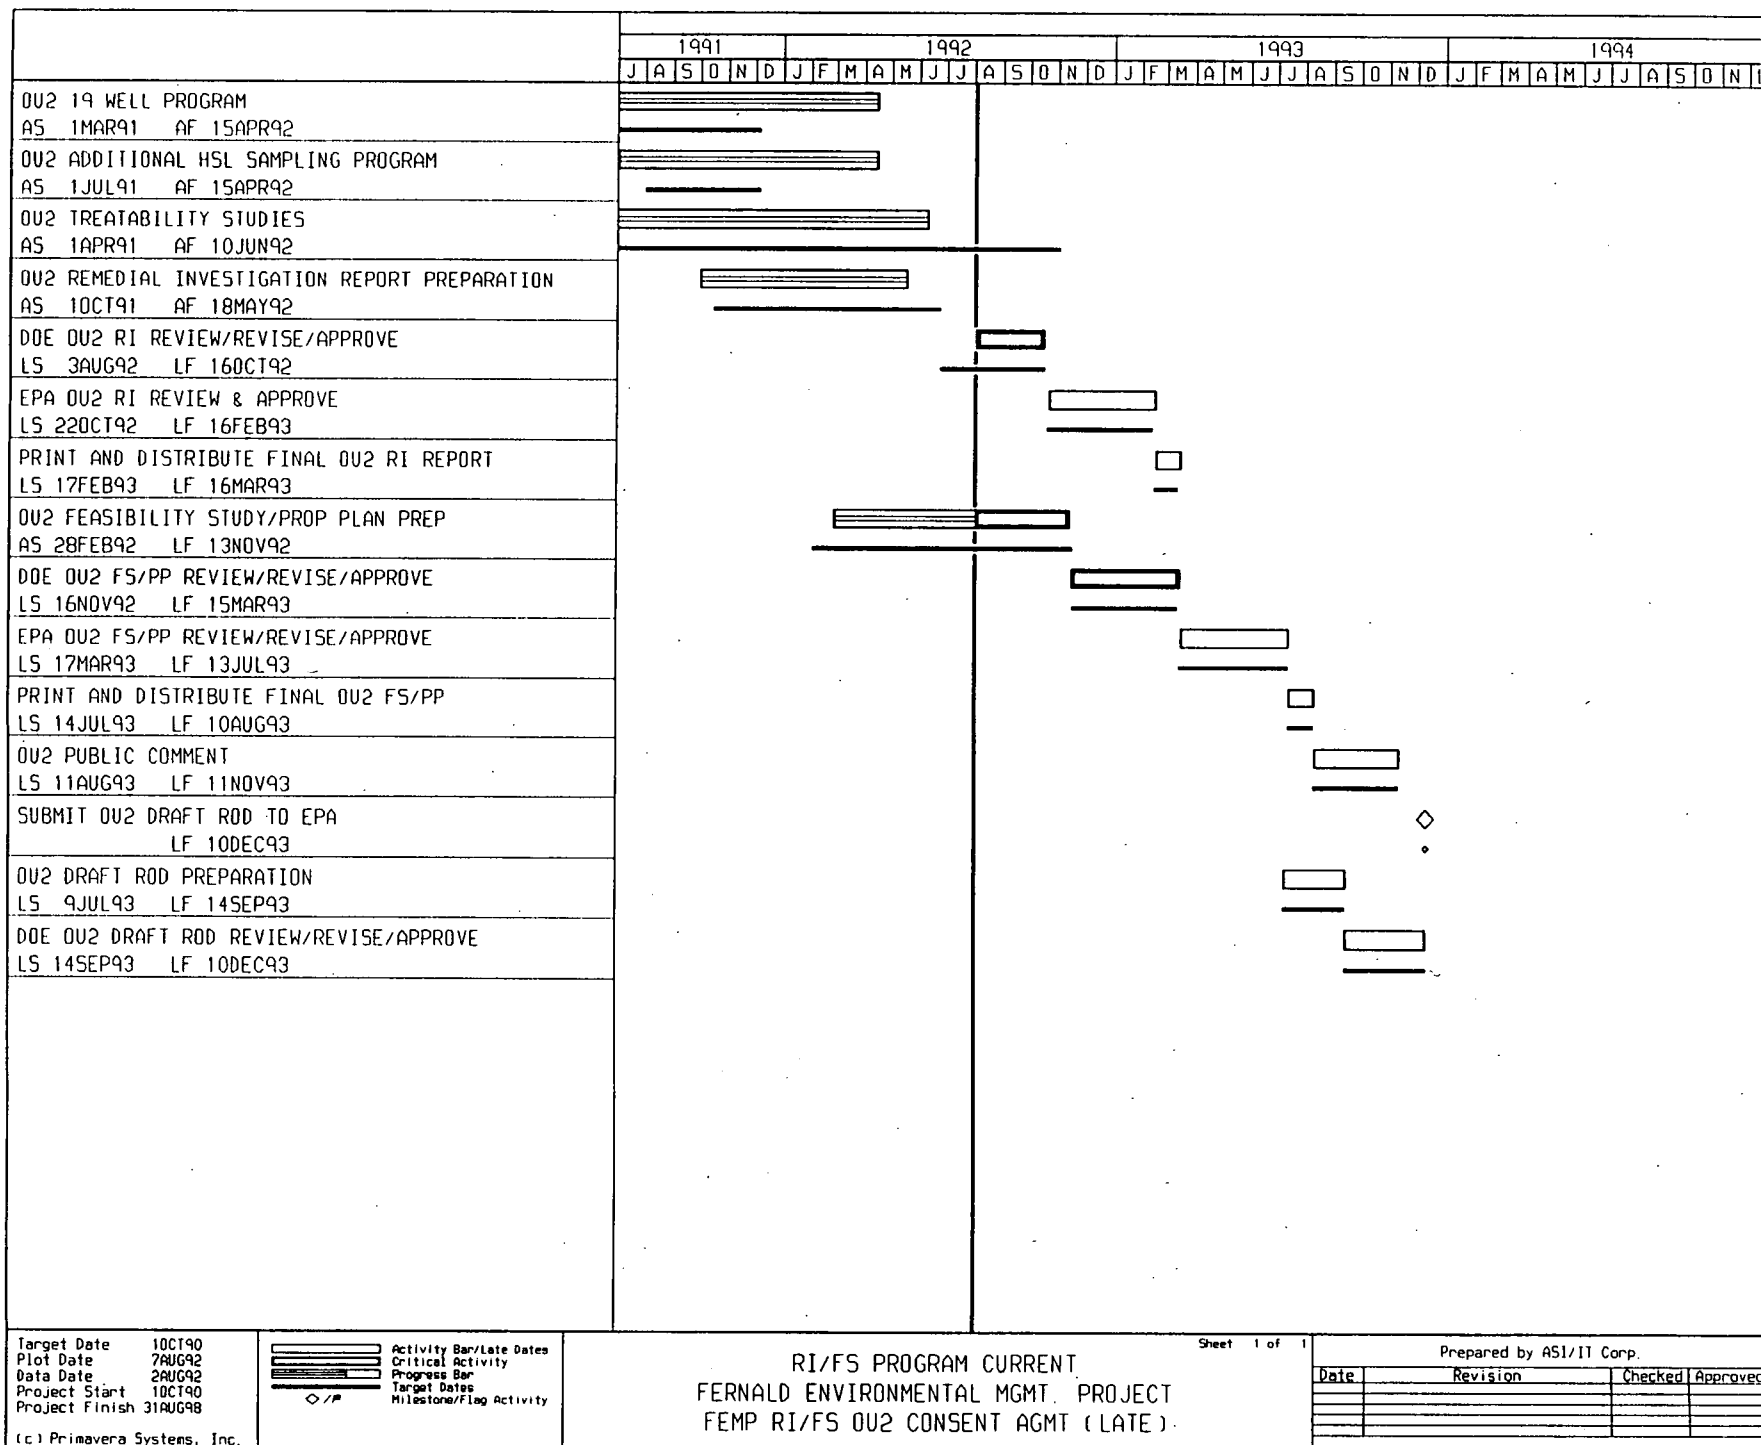 1991 1992 1993 1994
J A S O N D J F M A M J J A S O N D J F M A M J J A S O N D J F M A M J J A S O N
OU2 19 WELL PROGRAM
AS 1MAR91 AF 15APR92
OU2 ADDITIONAL HSL SAMPLING PROGRAM
AS 1JUL91 AF 15APR92
OU2 TREATABILITY STUDIES
AS 1APR91 AF 10JUN92
OU2 REMEDIAL INVESTIGATION REPORT PREPARATION
AS 1OCT91 AF 18MAY92
DOE OU2 RI REVIEW/REVISE/APPROVE
LS 3AUG92 LF 16OCT92
EPA OU2 RI REVIEW & APPROVE
LS 22OCT92 LF 16FEB93
PRINT AND DISTRIBUTE FINAL OU2 RI REPORT
LS 17FEB93 LF 16MAR93
OU2 FEASIBILITY STUDY/PROP PLAN PREP
AS 28FEB92 LF 13NOV92
DOE OU2 FS/PP REVIEW/REVISE/APPROVE
LS 16NOV92 LF 15MAR93
EPA OU2 FS/PP REVIEW/REVISE/APPROVE
LS 17MAR93 LF 13JUL93
PRINT AND DISTRIBUTE FINAL OU2 FS/PP
LS 14JUL93 LF 10AUG93
OU2 PUBLIC COMMENT
LS 11AUG93 LF 11NOV93
SUBMIT OU2 DRAFT ROD TO EPA
LF 10DEC93
OU2 DRAFT ROD PREPARATION
LS 9JUL93 LF 14SEP93
DOE OU2 DRAFT ROD REVIEW/REVISE/APPROVE
LS 14SEP93 LF 10DEC93
Target Date 1OCT90
Plot Date 7AUG92
Data Date 2AUG92
Project Start 1OCT90
Project Finish 31AUG98
(c) Primavera Systems, Inc.
Activity Bar/Late Dates
Critical Activity
Progress Bar
Target Dates
Milestone/Flag Activity
RI/FS PROGRAM CURRENT
FERNALD ENVIRONMENTAL MGMT. PROJECT
FEMP RI/FS OU2 CONSENT AGMT (LATE)
Sheet 1 of 1
Prepared by ASI/IT Corp.
Date Revision Checked Approved